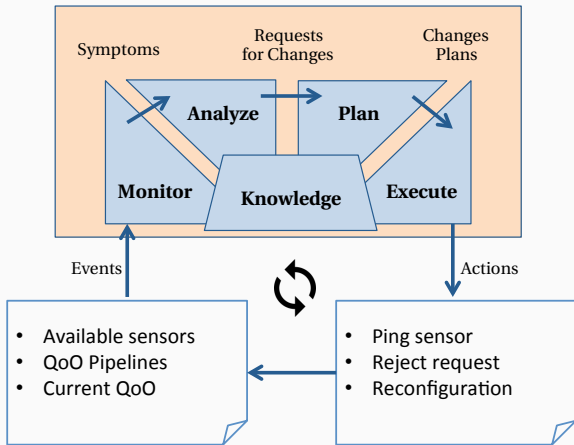 Symptoms
Requests
for Changes
Changes
Plans
Analyze
Plan
Monitor
Knowledge
Execute
Events
Actions
• Available sensors
• QoO Pipelines
• Current QoO
• Ping sensor
• Reject request
• Reconfiguration